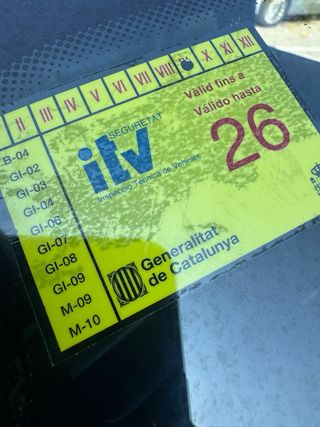 II III IV V VI VII VIII X XI XII
SEGURETAT
itv
Inspecció Tècnica de Vehicles
Vàlid fins a
Válido hasta
26
B-04
GI-02
GI-03
GI-04
GI-06
GI-07
GI-08
GI-09
M-09
M-10
Generalitat
de Catalunya